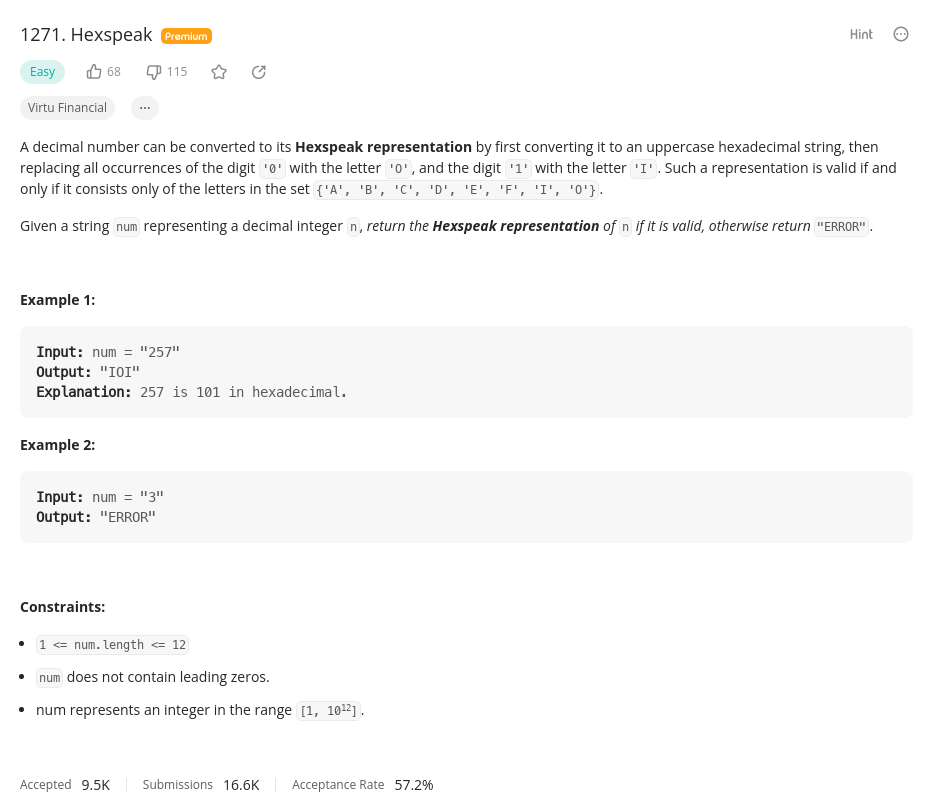 1271. Hexspeak Premium Hint
Easy 68 115
Virtu Financial ...
A decimal number can be converted to its Hexspeak representation by first converting it to an uppercase hexadecimal string, then
replacing all occurrences of the digit '0' with the letter 'O', and the digit '1' with the letter 'I'. Such a representation is valid if and
only if it consists only of the letters in the set {'A', 'B', 'C', 'D', 'E', 'F', 'I', 'O'}.
Given a string num representing a decimal integer n, return the Hexspeak representation of n if it is valid, otherwise return "ERROR".
Example 1:
Input: num = "257"
Output: "IOI"
Explanation: 257 is 101 in hexadecimal.
Example 2:
Input: num = "3"
Output: "ERROR"
Constraints:
• 1 <= num.length <= 12
• num does not contain leading zeros.
• num represents an integer in the range [1, 10¹²].
Accepted 9.5K Submissions 16.6K Acceptance Rate 57.2%